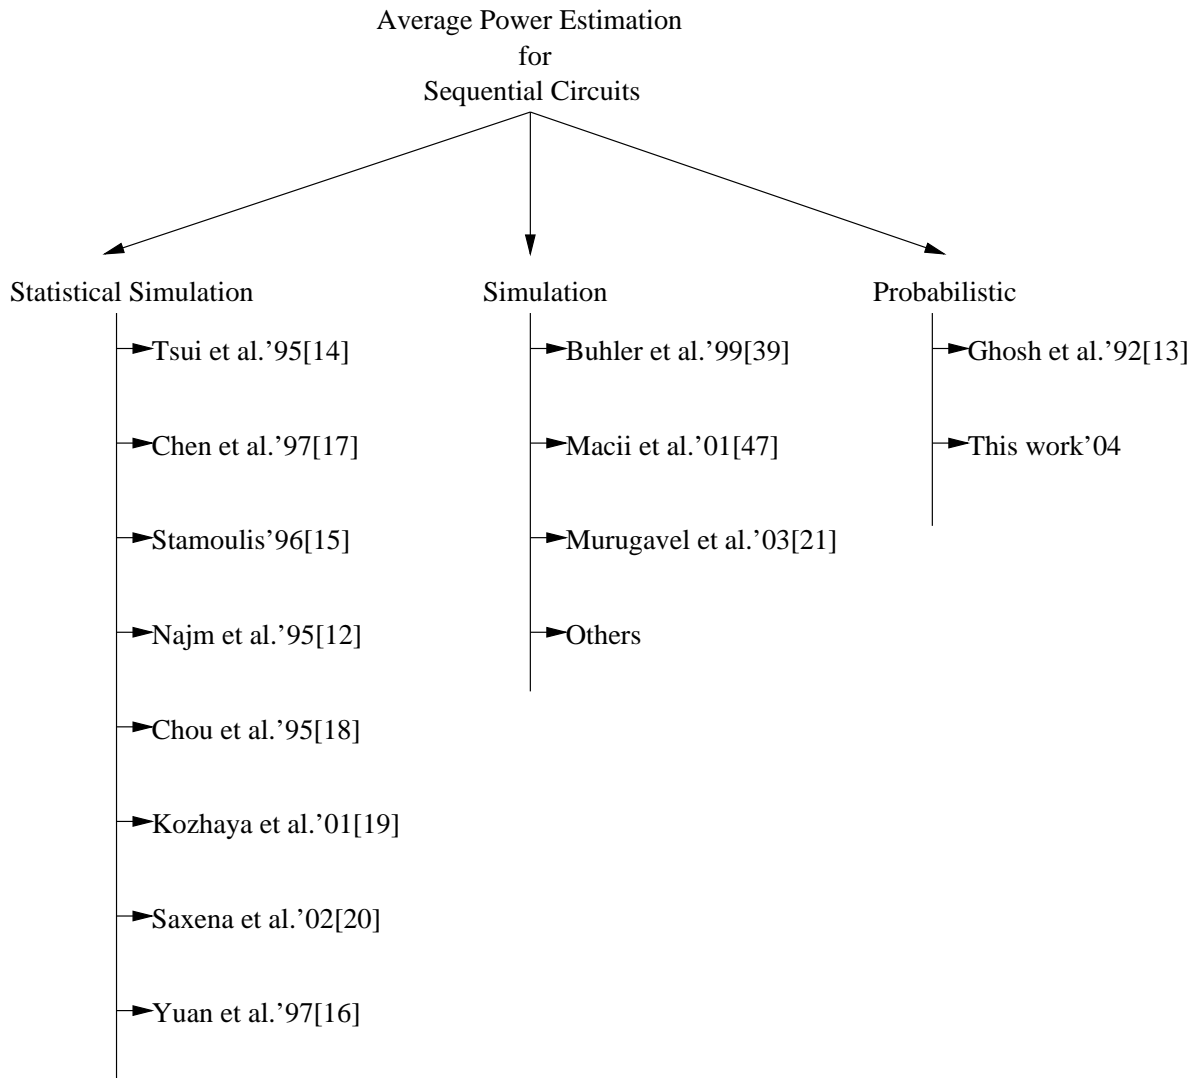 Average Power Estimation
for
Sequential Circuits
Statistical Simulation
Tsui et al.’95[14]
Chen et al.’97[17]
Stamoulis’96[15]
Najm et al.’95[12]
Chou et al.’95[18]
Kozhaya et al.’01[19]
Saxena et al.’02[20]
Yuan et al.’97[16]
Simulation
Buhler et al.’99[39]
Macii et al.’01[47]
Murugavel et al.’03[21]
Others
Probabilistic
Ghosh et al.’92[13]
This work’04